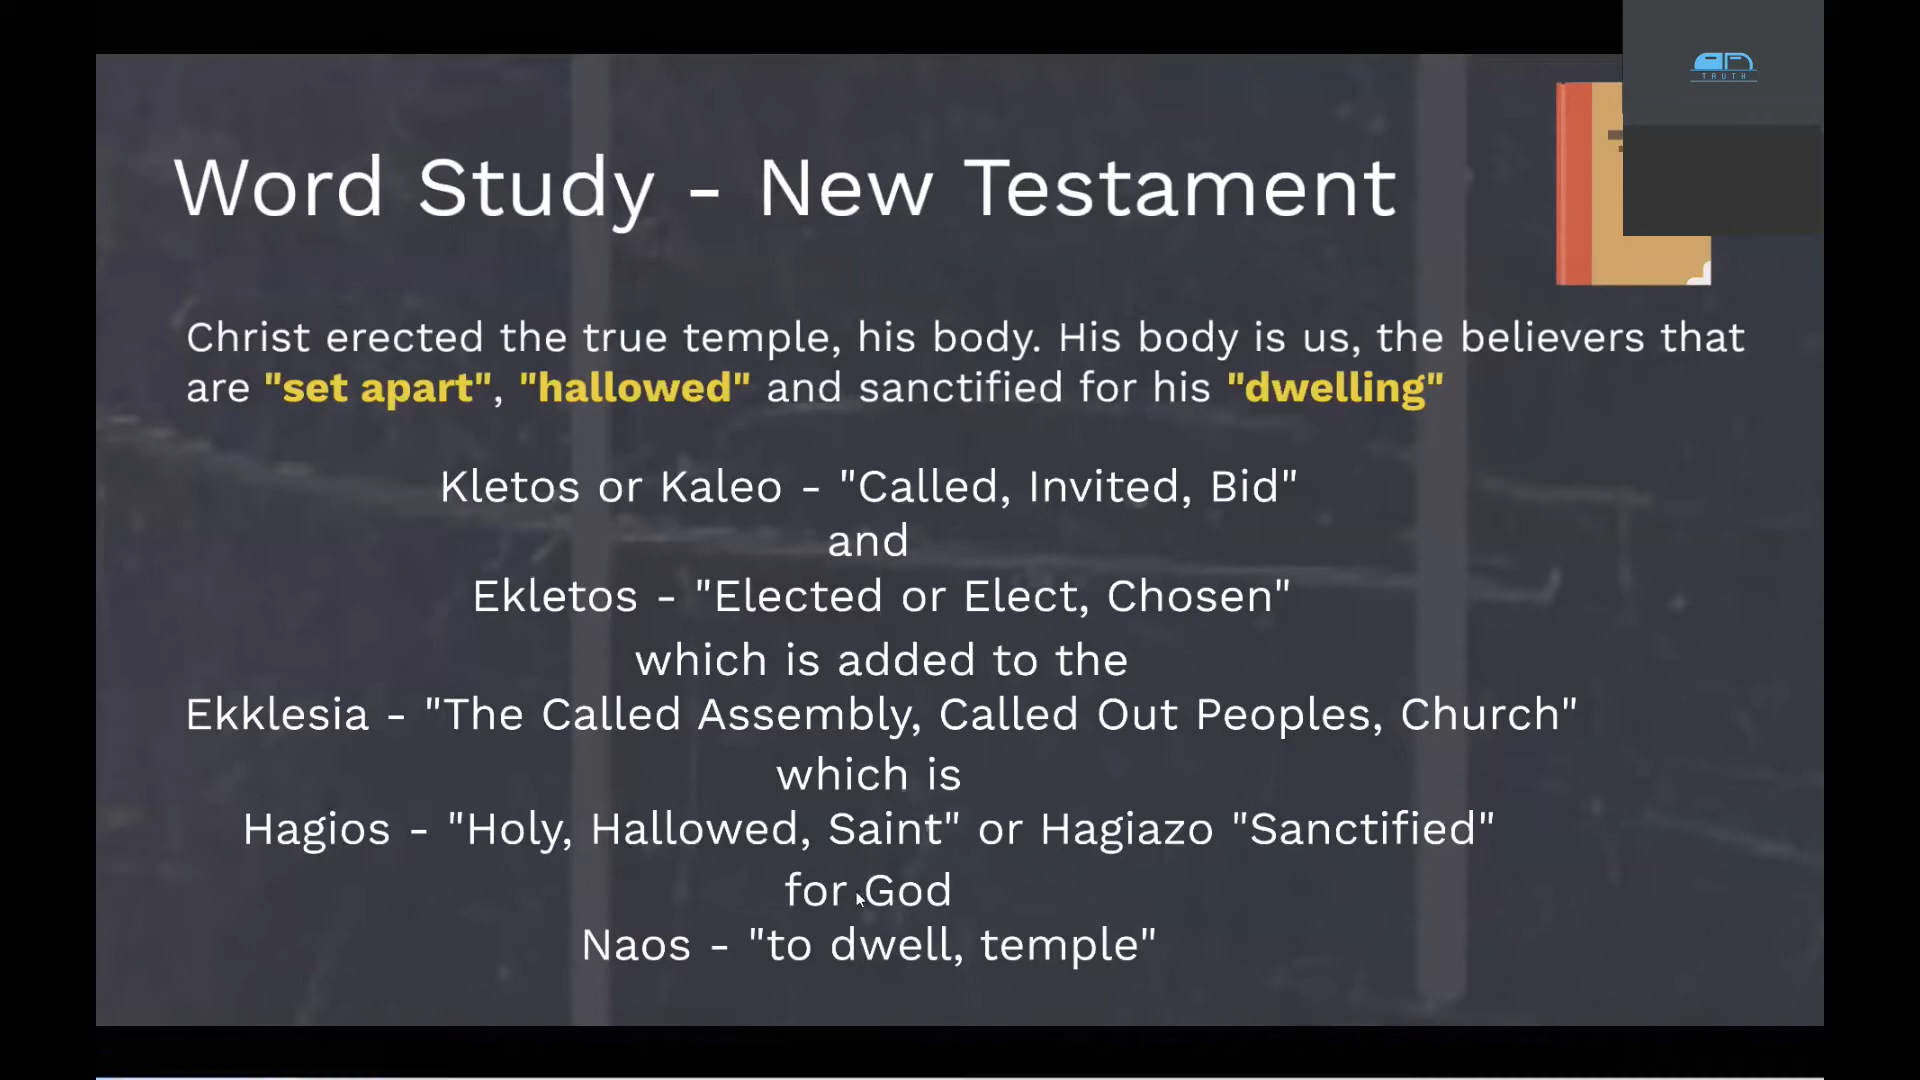 TRUTH
Word Study - New Testament
Christ erected the true temple, his body. His body is us, the believers that
are "set apart", "hallowed" and sanctified for his "dwelling"
Kletos or Kaleo - "Called, Invited, Bid"
and
Ekletos - "Elected or Elect, Chosen"
which is added to the
Ekklesia - "The Called Assembly, Called Out Peoples, Church"
which is
Hagios - "Holy, Hallowed, Saint" or Hagiazo "Sanctified"
for God
Naos - "to dwell, temple"